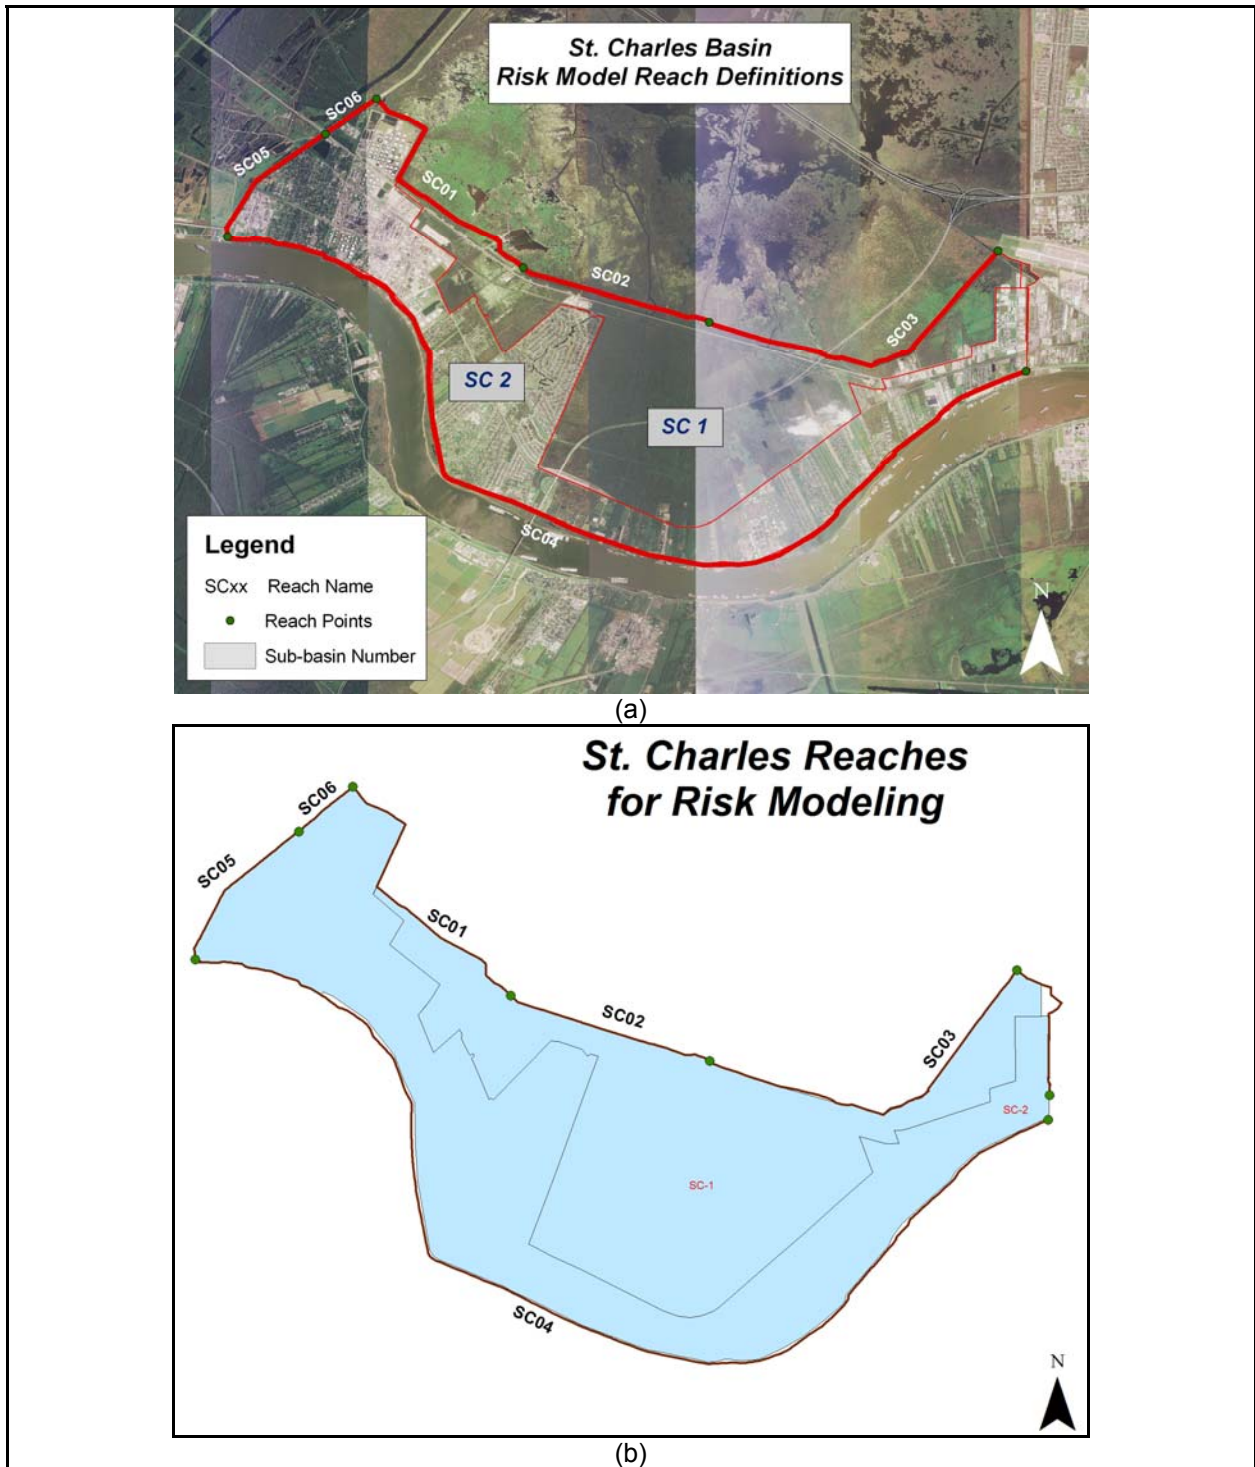 St. Charles Basin
Risk Model Reach Definitions
SC06
SC05
SC01
SC02
SC03
SC 2
SC 1
SC04
Legend
SCxx Reach Name
Reach Points
Sub-basin Number
N
(a)
St. Charles Reaches
for Risk Modeling
SC06
SC05
SC01
SC02
SC03
SC-2
SC-1
SC04
N
(b)